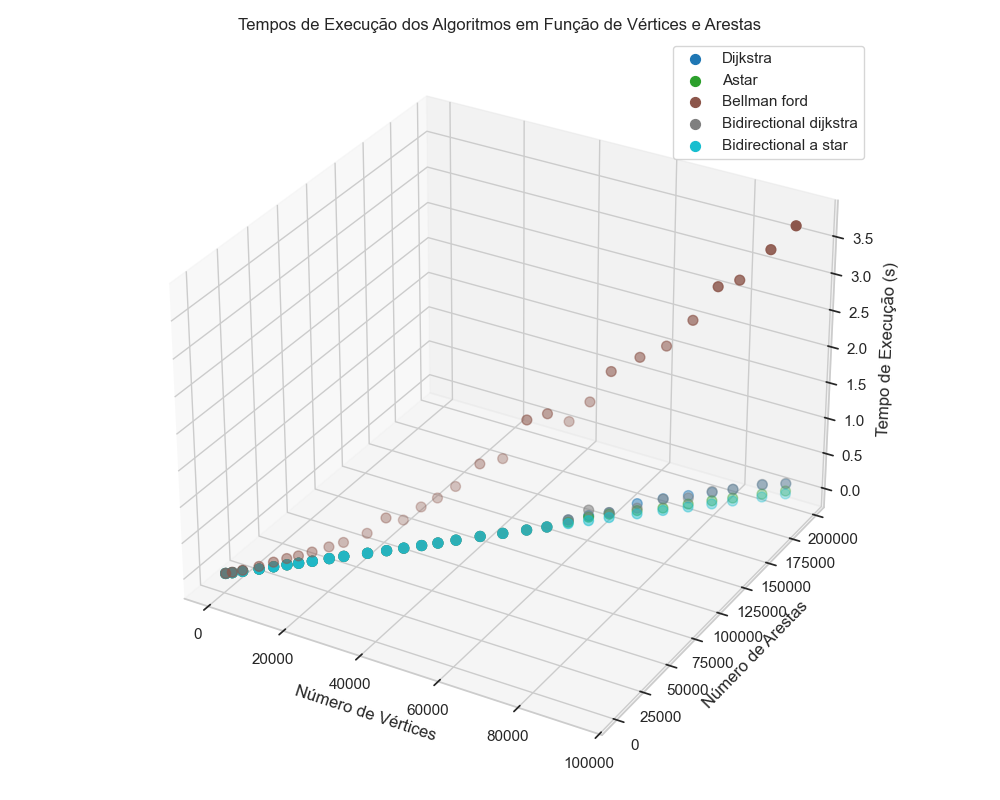 Tempos de Execução dos Algoritmos em Função de Vértices e Arestas
Dijkstra
Astar
Bellman ford
Bidirectional dijkstra
Bidirectional a star
3.5
3.0
2.5
2.0
1.5
1.0
0.5
0.0
Tempo de Execução (s)
200000
175000
150000
125000
100000
75000
50000
25000
0
Número de Arestas
0
20000
40000
60000
80000
100000
Número de Vértices